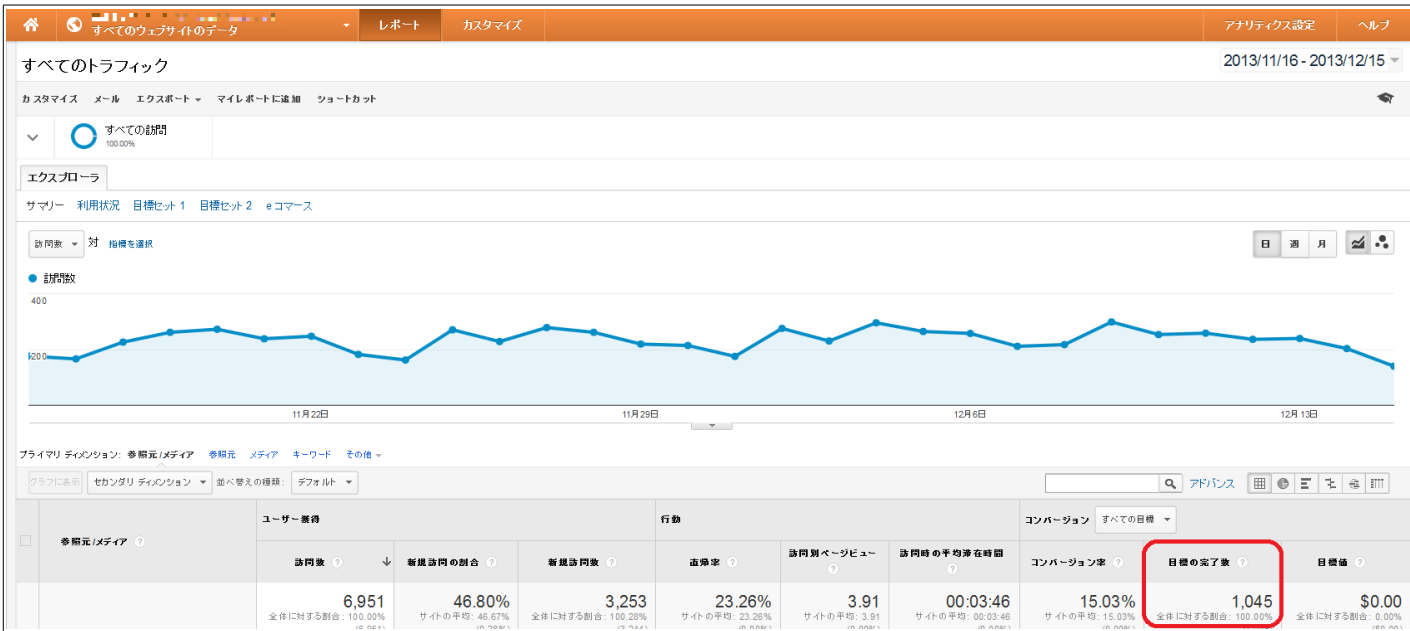 すべてのウェブサイトのデータ レポート カスタマイズ アナリティクス設定 ヘルプ
すべてのトラフィック 2013/11/16 - 2013/12/15
カスタマイズ メール エクスポート マイレポートに追加 ショートカット
すべての訪問
100.00%
エクスプローラ
サマリー 利用状況 目標セット 1 目標セット 2 eコマース
訪問数 対 指標を選択 日 週 月
訪問数
400
200
11月22日 11月29日 12月6日 12月13日
プライマリ ディメンション: 参照元/メディア 参照元 メディア キーワード その他
グラフに表示 セカンダリ ディメンション 並べ替えの種類: デフォルト アドバンス
ユーザー獲得 行動 コンバージョン すべての目標
参照元/メディア ?
訪問数 ? 新規訪問の割合 ? 新規訪問数 ? 直帰率 ? 訪問別ページビュー ? 訪問時の平均滞在時間 ? コンバージョン率 ? 目標の完了数 ? 目標値 ?
6,951 46.80% 3,253 23.26% 3.91 00:03:46 15.03% 1,045 $0.00
全体に対する割合: 100.00% サイトの平均: 46.67% 全体に対する割合: 100.28% サイトの平均: 23.26% サイトの平均: 3.91 サイトの平均: 00:03:46 サイトの平均: 15.03% 全体に対する割合: 100.00% 全体に対する割合: 0.00%